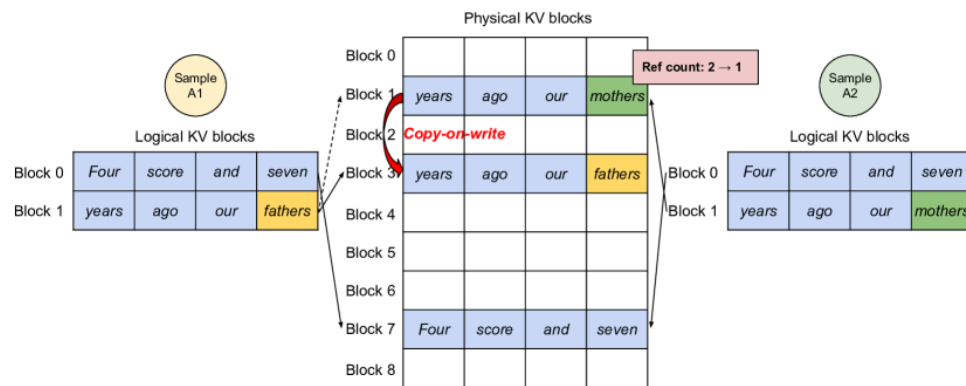 Physical KV blocks
Block 0
Ref count: 2 → 1
Sample
A1
Sample
A2
Block 1
years ago our mothers
Logical KV blocks
Block 2
Copy-on-write
Logical KV blocks
Block 0
Four score and seven
Block 3
years ago our fathers
Block 0
Four score and seven
Block 1
years ago our fathers
Block 4
Block 1
years ago our mothers
Block 5
Block 6
Block 7
Four score and seven
Block 8